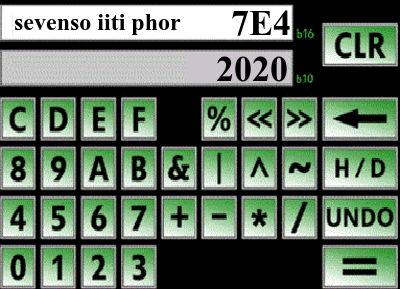 sevenso iiti phor 7E4 b16 CLR
2020 b10
C D E F % << >> ←
8 9 A B & | ^ ~ H/D
4 5 6 7 + - * / UNDO
0 1 2 3 =